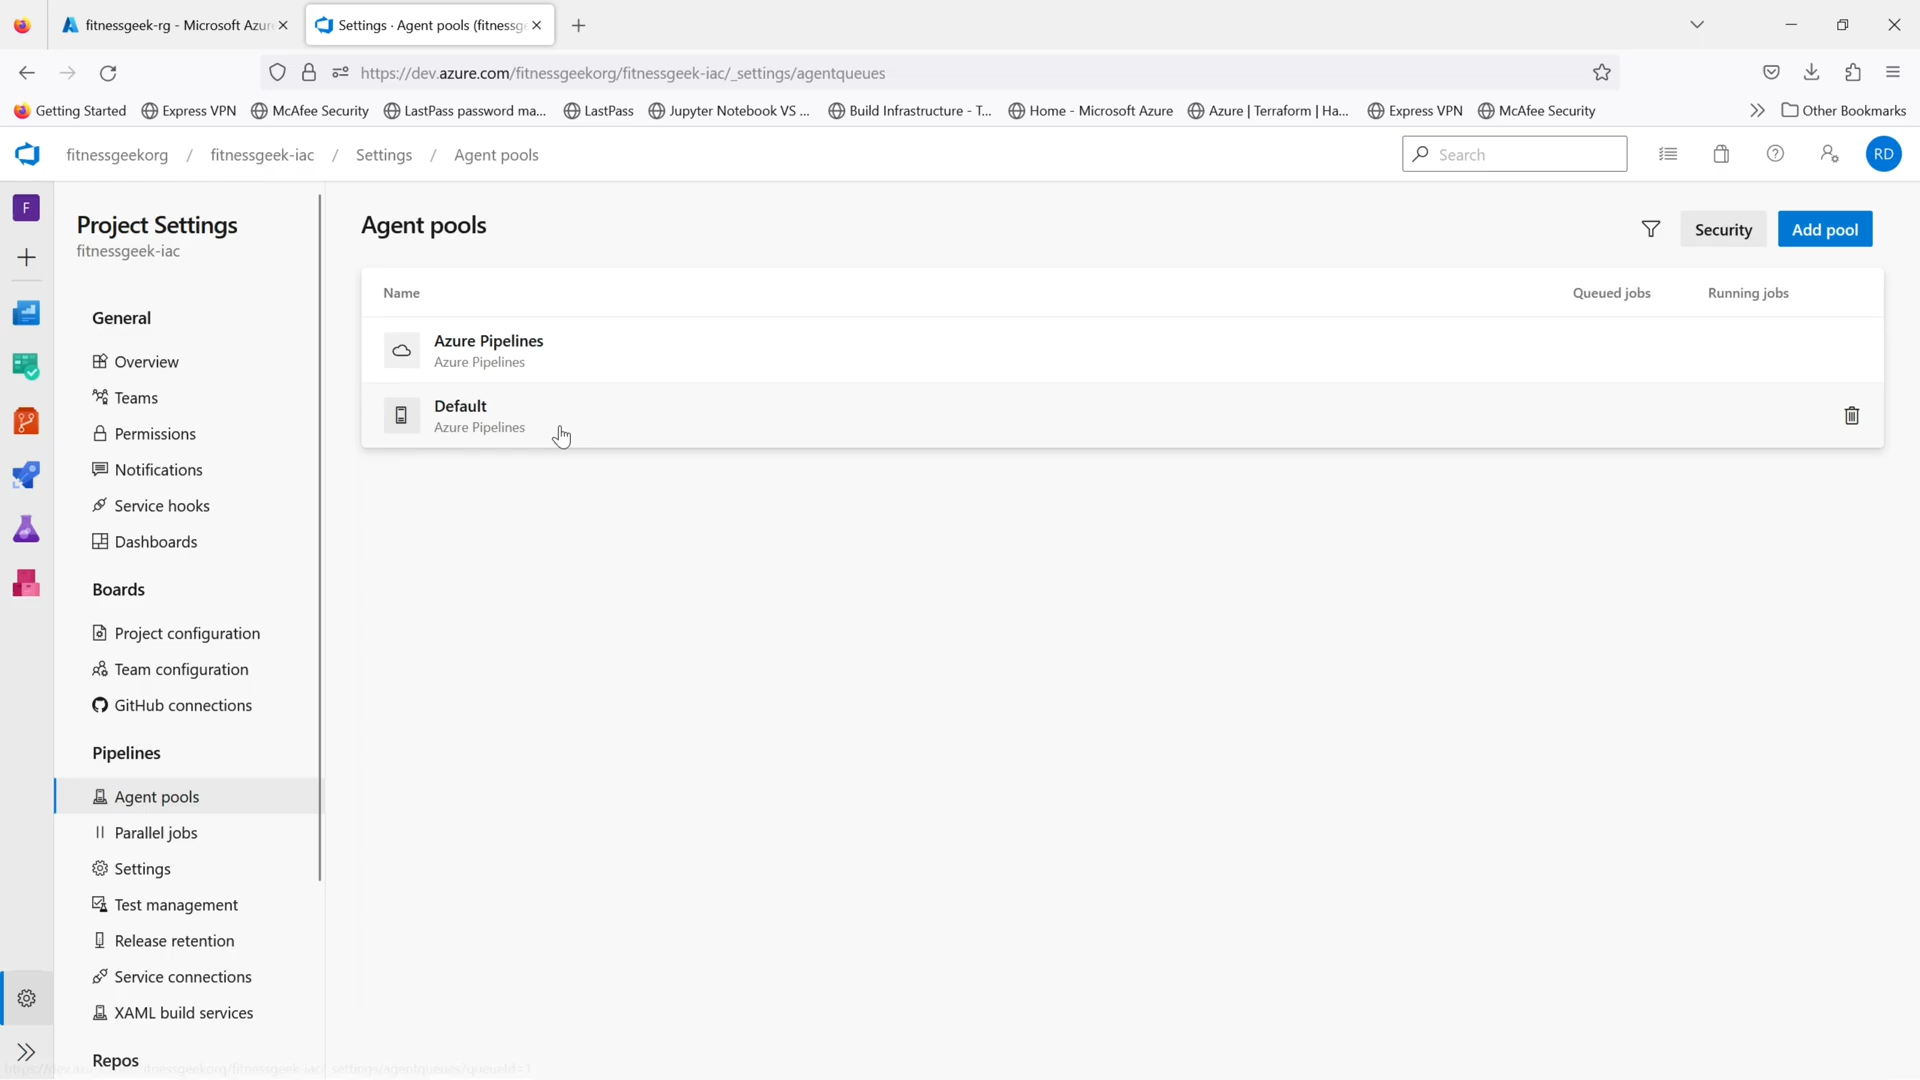 fitnessgeek-rg - Microsoft Azur
Settings · Agent pools (fitnessge
https://dev.azure.com/fitnessgeekorg/fitnessgeek-iac/_settings/agentqueues
Getting Started
Express VPN
McAfee Security
LastPass password ma...
LastPass
Jupyter Notebook VS ...
Build Infrastructure - T...
Home - Microsoft Azure
Azure | Terraform | Ha...
Express VPN
McAfee Security
Other Bookmarks
fitnessgeekorg / fitnessgeek-iac / Settings / Agent pools
Search
RD
F
Project Settings
fitnessgeek-iac
General
Overview
Teams
Permissions
Notifications
Service hooks
Dashboards
Boards
Project configuration
Team configuration
GitHub connections
Pipelines
Agent pools
Parallel jobs
Settings
Test management
Release retention
Service connections
XAML build services
Repos
Agent pools
Security
Add pool
Name
Queued jobs
Running jobs
Azure Pipelines
Azure Pipelines
Default
Azure Pipelines